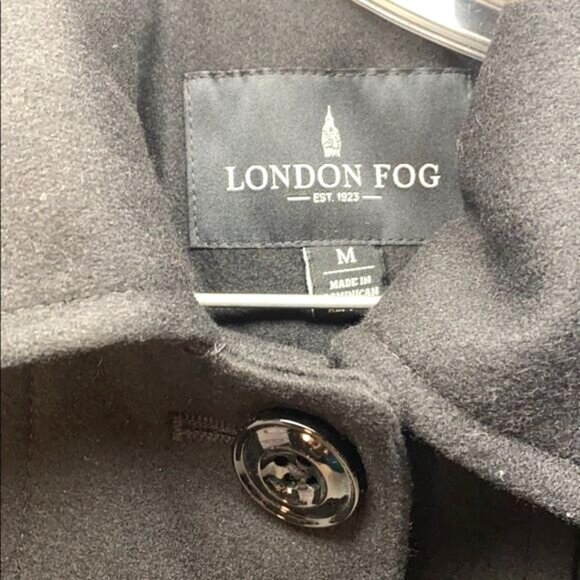 LONDON FOG
EST. 1923
M
MADE IN